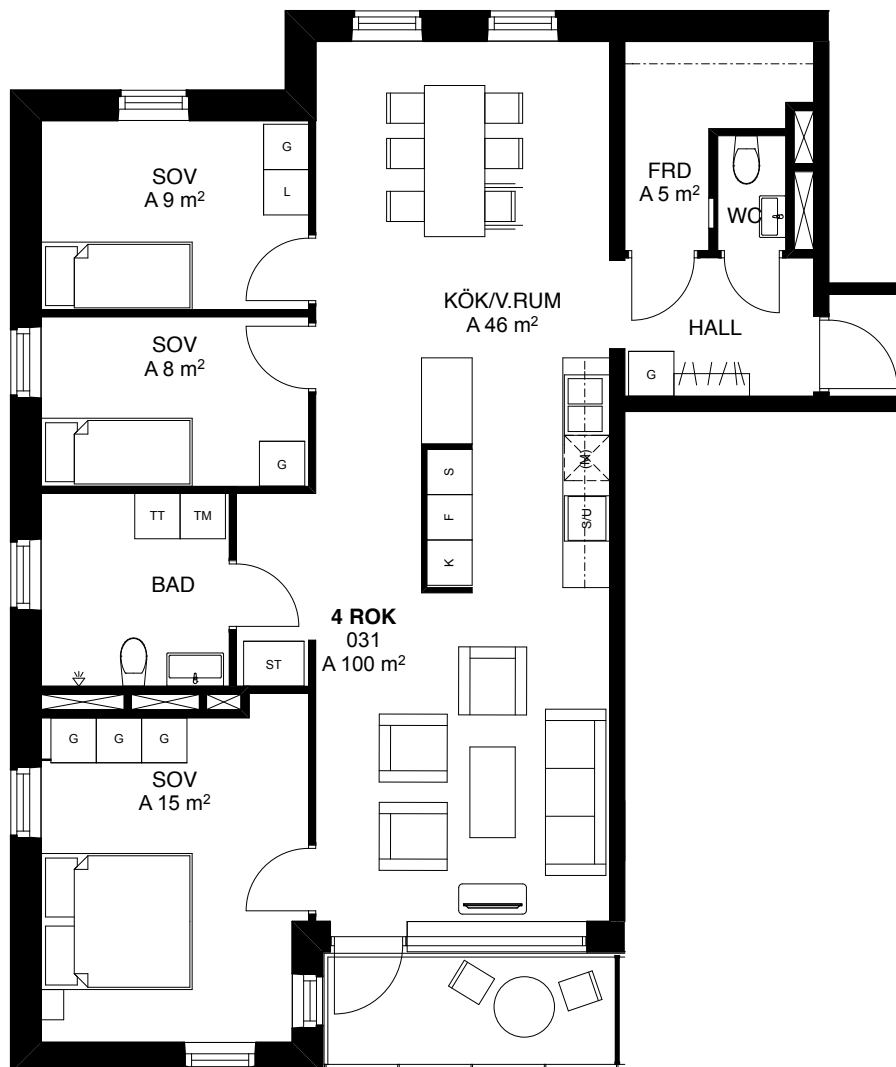 G
SOV
A 9 m²
L
FRD
A 5 m²
WC
KÖK/V.RUM
A 46 m²
HALL
SOV
A 8 m²
G
G
S
(M)
F
S/U
K
TT
TM
BAD
4 ROK
031
A 100 m²
ST
G
G
G
SOV
A 15 m²